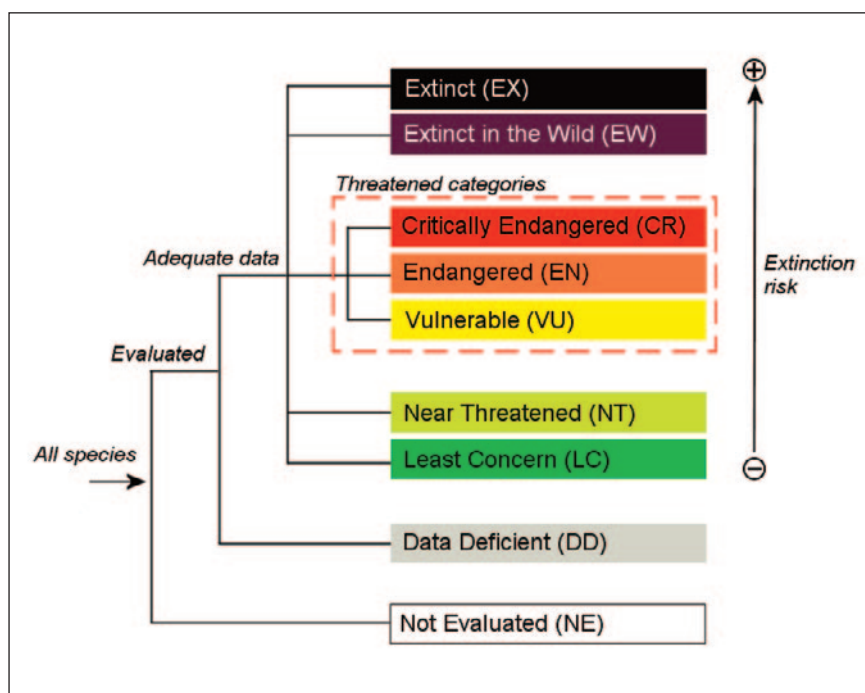 Extinct (EX)
Extinct in the Wild (EW)
Threatened categories
Critically Endangered (CR)
Adequate data
Endangered (EN)
Extinction
risk
Vulnerable (VU)
Evaluated
Near Threatened (NT)
All species
Least Concern (LC)
Data Deficient (DD)
Not Evaluated (NE)